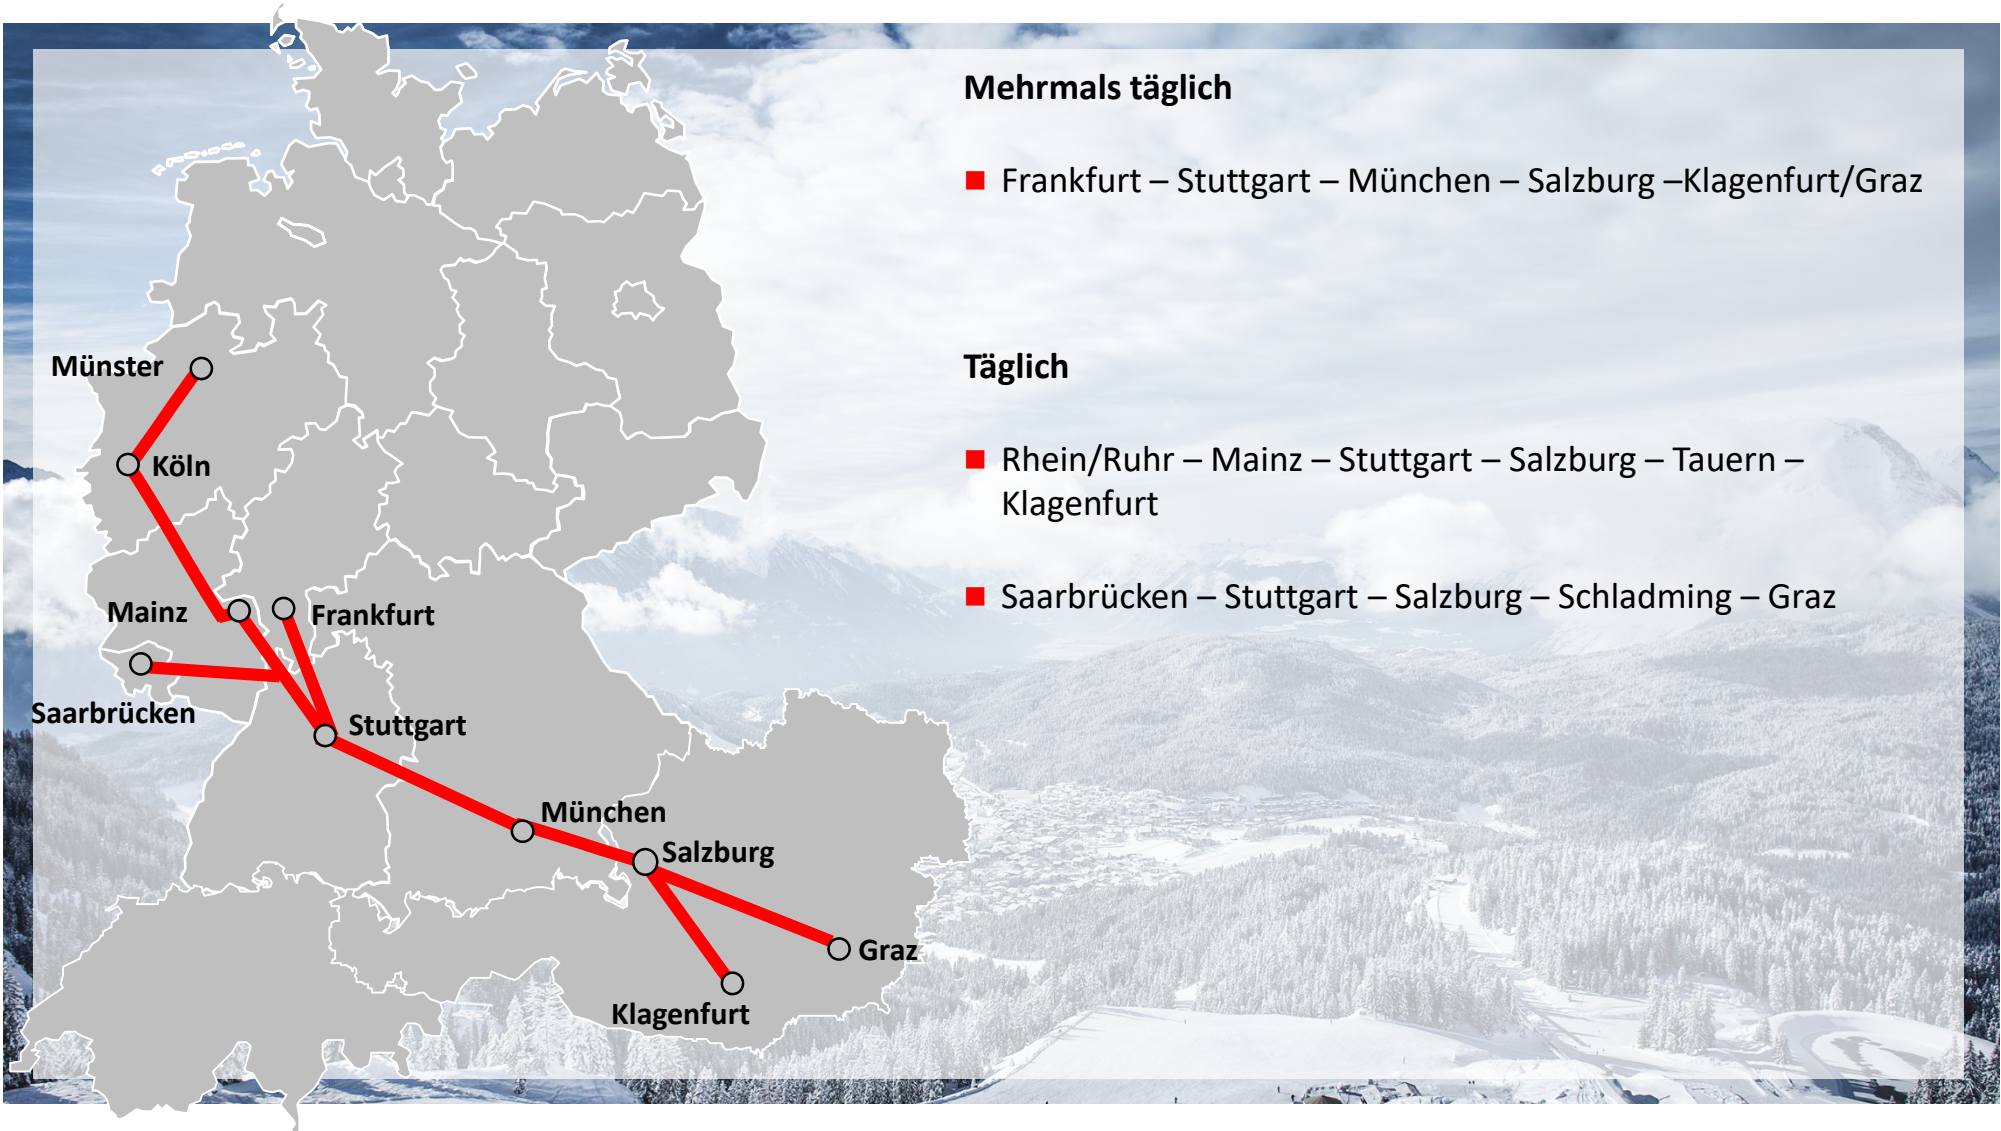 Mehrmals täglich
Frankfurt – Stuttgart – München – Salzburg –Klagenfurt/Graz
Täglich
Rhein/Ruhr – Mainz – Stuttgart – Salzburg – Tauern –
Klagenfurt
Saarbrücken – Stuttgart – Salzburg – Schladming – Graz
Münster
Köln
Mainz
Frankfurt
Saarbrücken
Stuttgart
München
Salzburg
Graz
Klagenfurt